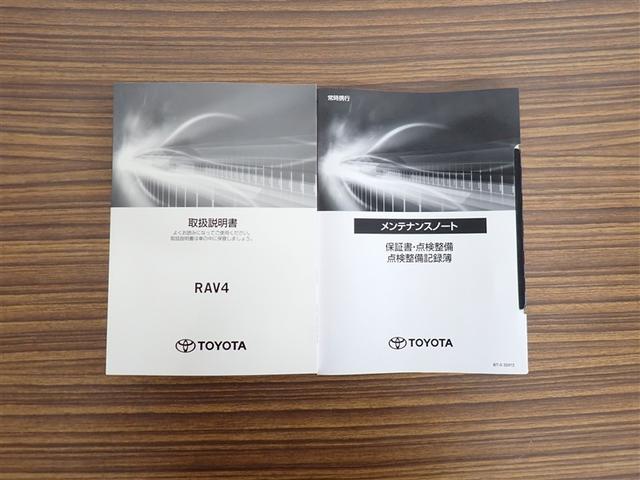 取扱説明書
よくお読みになってご使用ください。
取扱説明書は車の中に保管しましょう。
RAV4
TOYOTA
常時携行
メンテナンスノート
保証書・点検整備
点検整備記録簿
TOYOTA